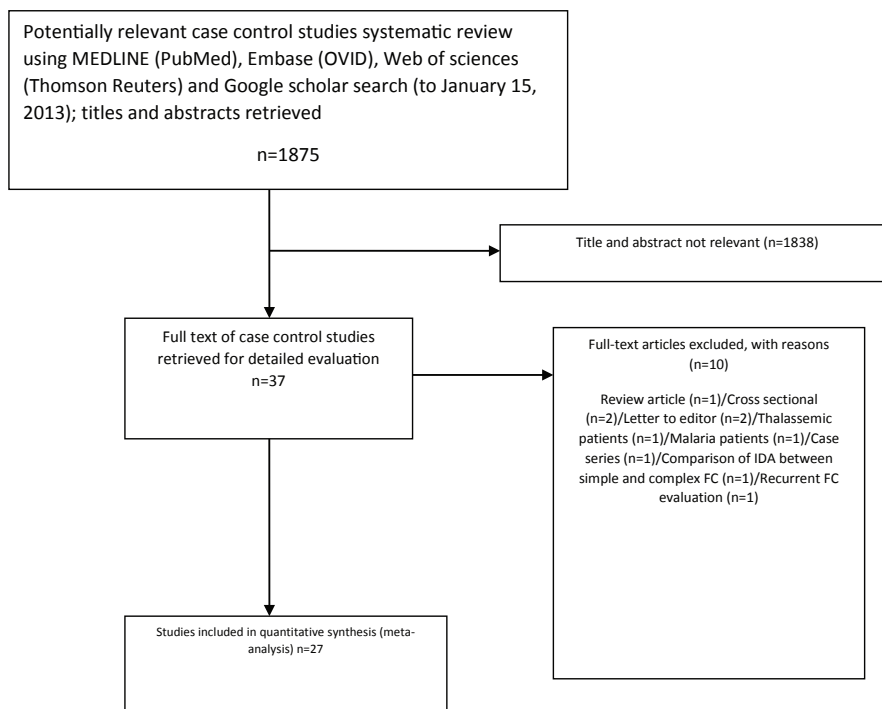 Potentially relevant case control studies systematic review
using MEDLINE (PubMed), Embase (OVID), Web of sciences
(Thomson Reuters) and Google scholar search (to January 15,
2013); titles and abstracts retrieved
n=1875
Title and abstract not relevant (n=1838)
Full text of case control studies
retrieved for detailed evaluation
n=37
Full-text articles excluded, with reasons
(n=10)
Review article (n=1)/Cross sectional
(n=2)/Letter to editor (n=2)/Thalassemic
patients (n=1)/Malaria patients (n=1)/Case
series (n=1)/Comparison of IDA between
simple and complex FC (n=1)/Recurrent FC
evaluation (n=1)
Studies included in quantitative synthesis (meta-
analysis) n=27